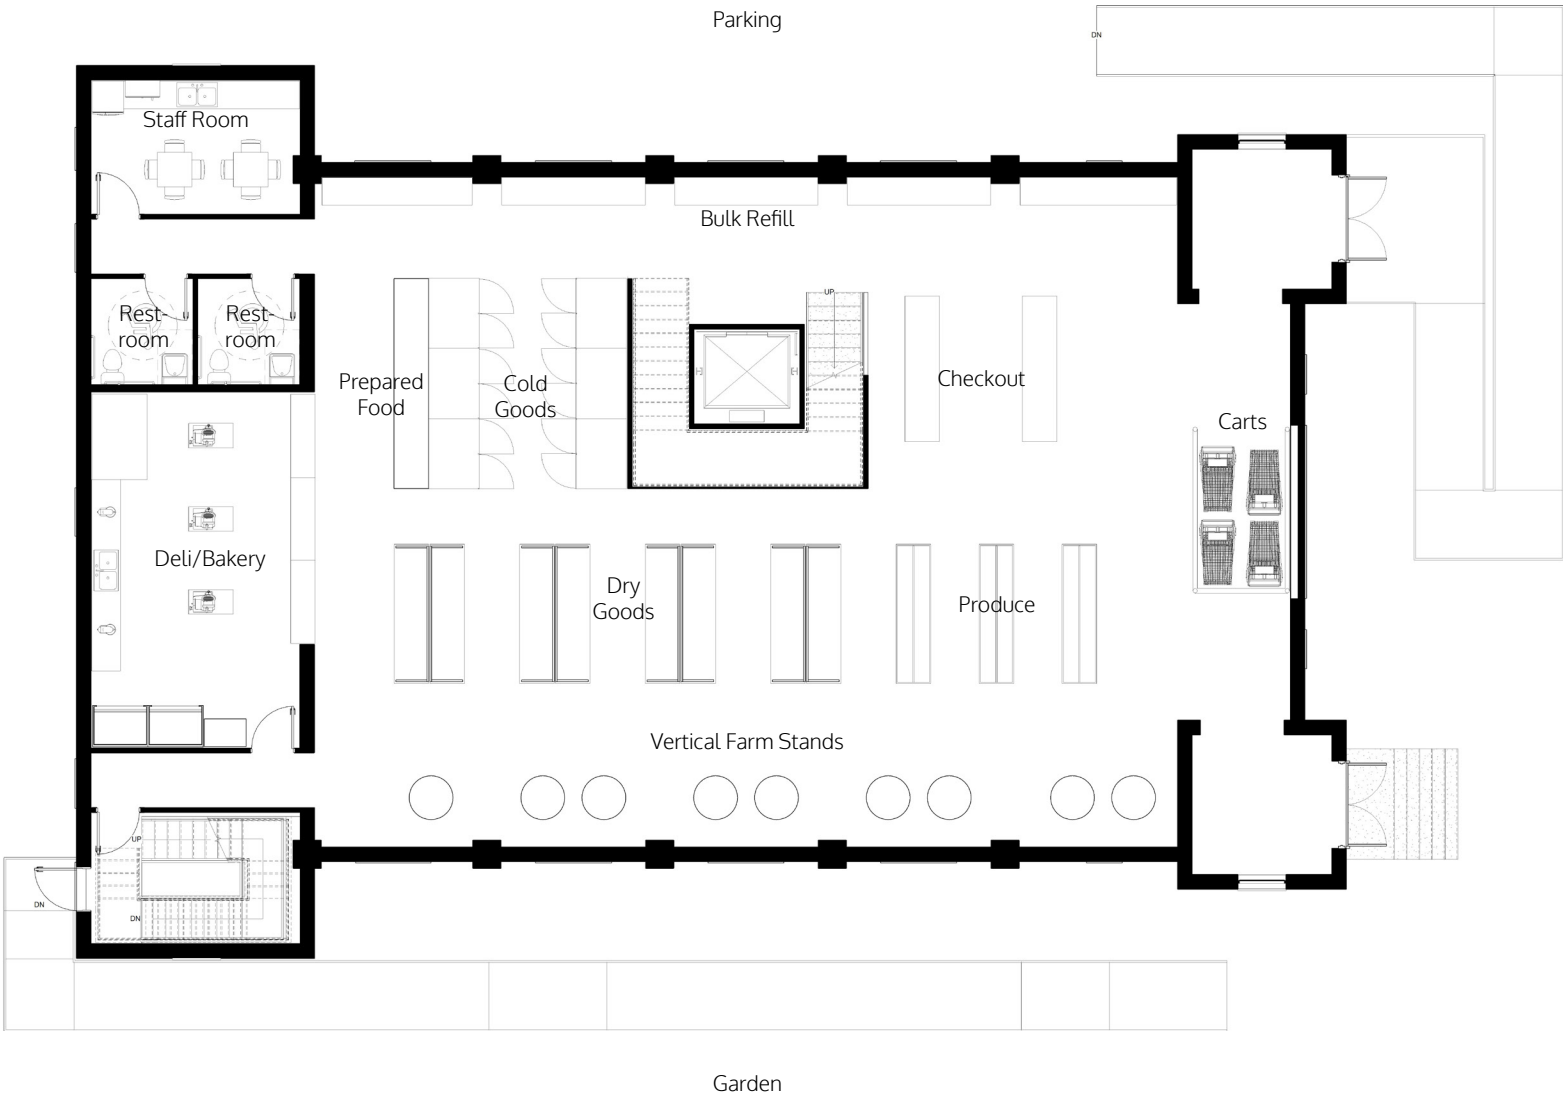 Parking
DN
Staff Room
Bulk Refill
UP
Rest-
room
Rest-
room
Prepared
Food
Cold
Goods
Checkout
Carts
Deli/Bakery
Dry
Goods
Produce
Vertical Farm Stands
UP
DN
DN
Garden